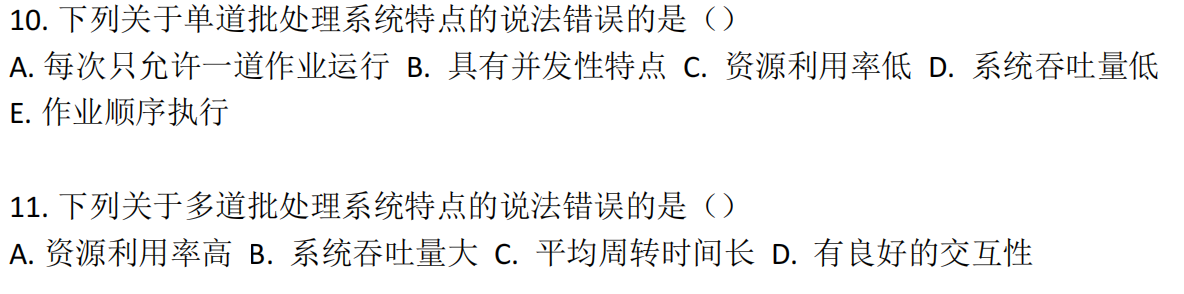 10. 下列关于单道批处理系统特点的说法错误的是（）
A. 每次只允许一道作业运行 B. 具有并发性特点 C. 资源利用率低 D. 系统吞吐量低
E. 作业顺序执行
11. 下列关于多道批处理系统特点的说法错误的是（）
A. 资源利用率高 B. 系统吞吐量大 C. 平均周转时间长 D. 有良好的交互性